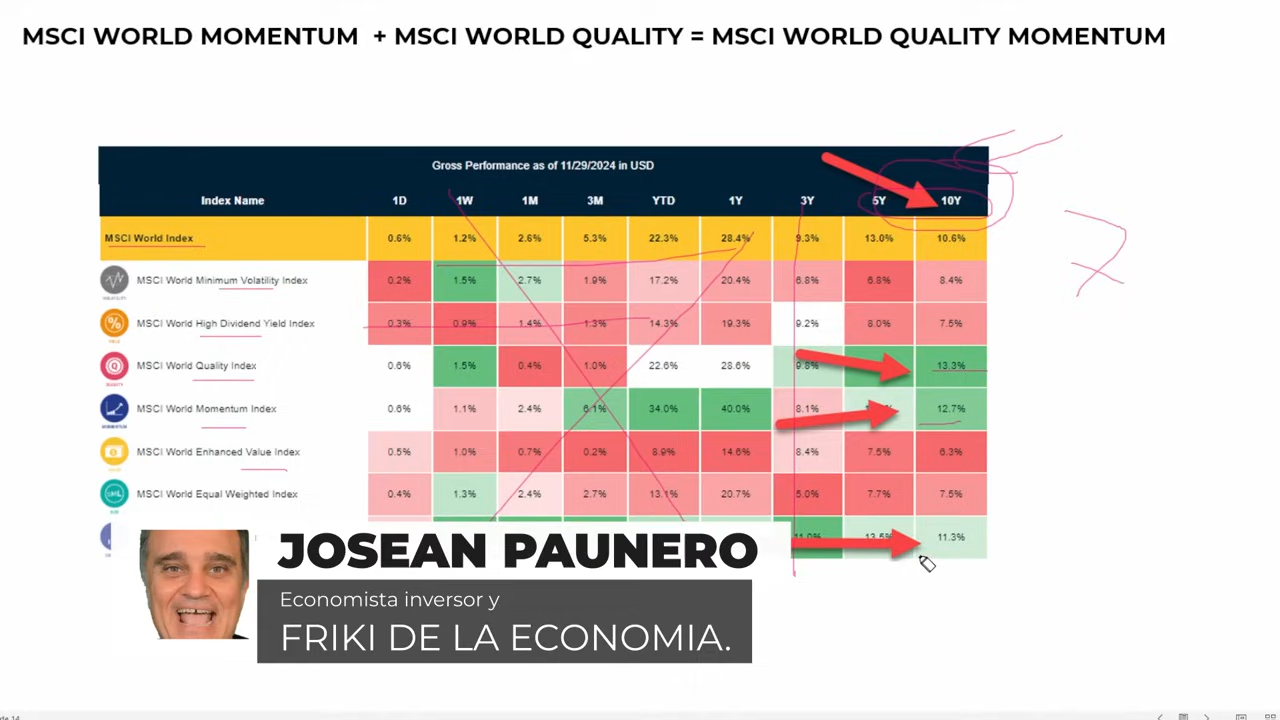 MSCI WORLD MOMENTUM + MSCI WORLD QUALITY = MSCI WORLD QUALITY MOMENTUM
Gross Performance as of 11/29/2024 in USD
Index Name 1D 1W 1M 3M YTD 1Y 3Y 5Y 10Y
MSCI World Index 0.6% 1.2% 2.6% 5.3% 22.3% 28.4% 9.3% 13.0% 10.6%
MSCI World Minimum Volatility Index 0.2% 1.5% 2.7% 1.9% 17.2% 20.4% 6.8% 6.8% 8.4%
MSCI World High Dividend Yield Index 0.3% 0.9% 1.4% 1.3% 14.3% 19.3% 9.2% 8.0% 7.5%
MSCI World Quality Index 0.6% 1.5% 0.4% 1.0% 22.6% 28.6% 9.8% 13.3%
MSCI World Momentum Index 0.6% 1.1% 2.4% 6.1% 34.0% 40.0% 8.1% 12.7%
MSCI World Enhanced Value Index 0.5% 1.0% 0.7% 0.2% 8.9% 14.6% 8.4% 7.5% 6.3%
MSCI World Equal Weighted Index 0.4% 1.3% 2.4% 2.7% 13.1% 20.7% 5.0% 7.7% 7.5%
11.0% 13.5% 11.3%
JOSEAN PAUNERO
Economista inversor y
FRIKI DE LA ECONOMIA.